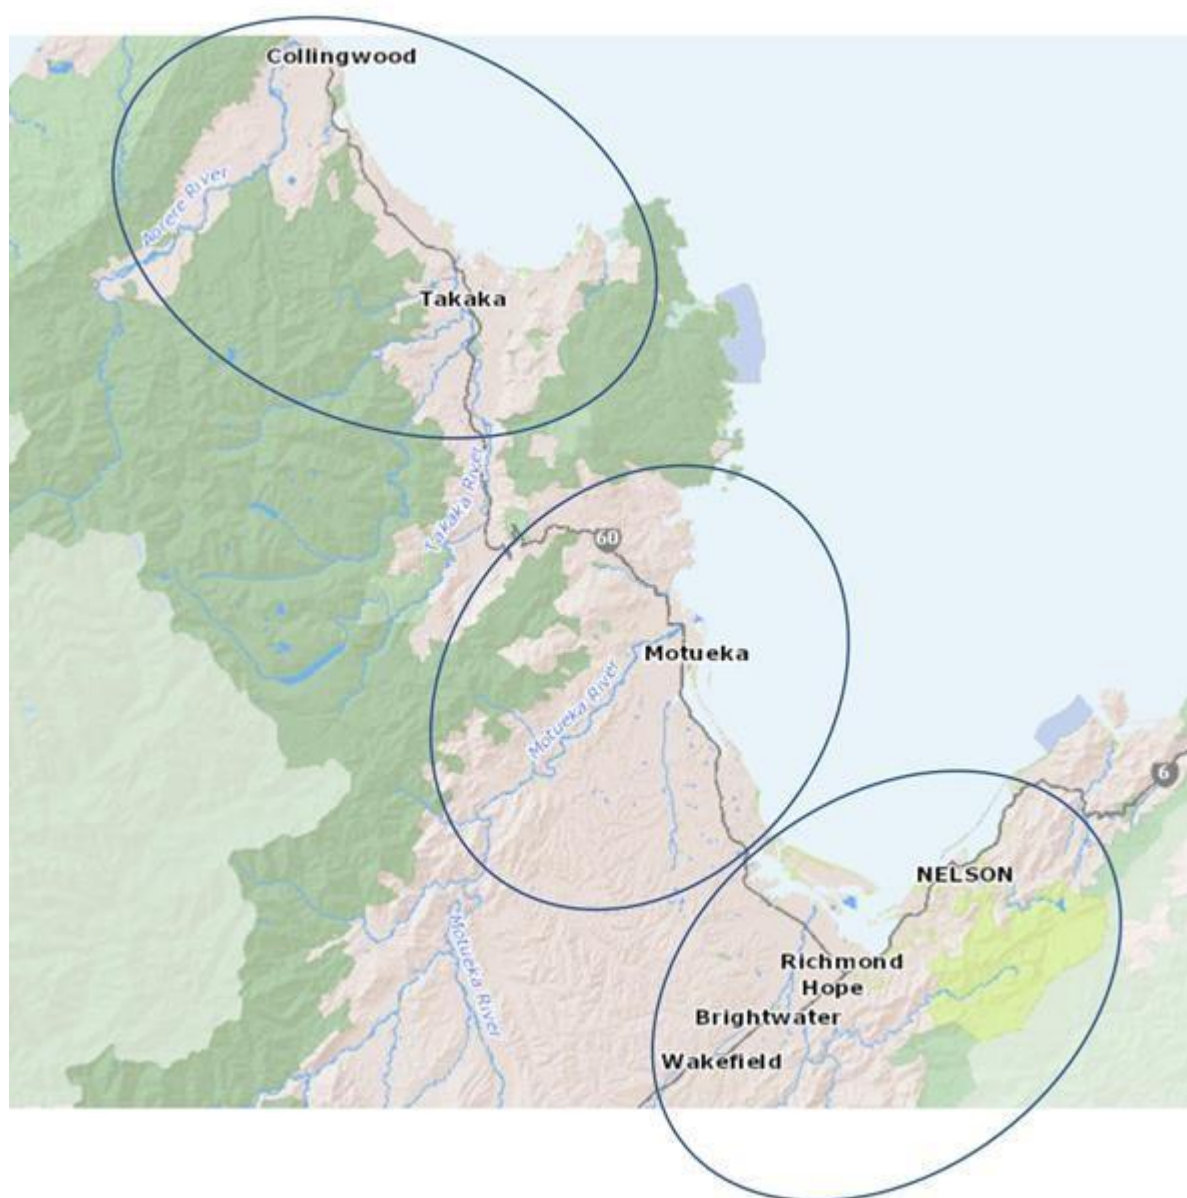 Collingwood
Aorere River
Takaka
Takaka River
60
Motueka
Motueka River
6
NELSON
Motueka River
Richmond
Hope
Brightwater
Wakefield